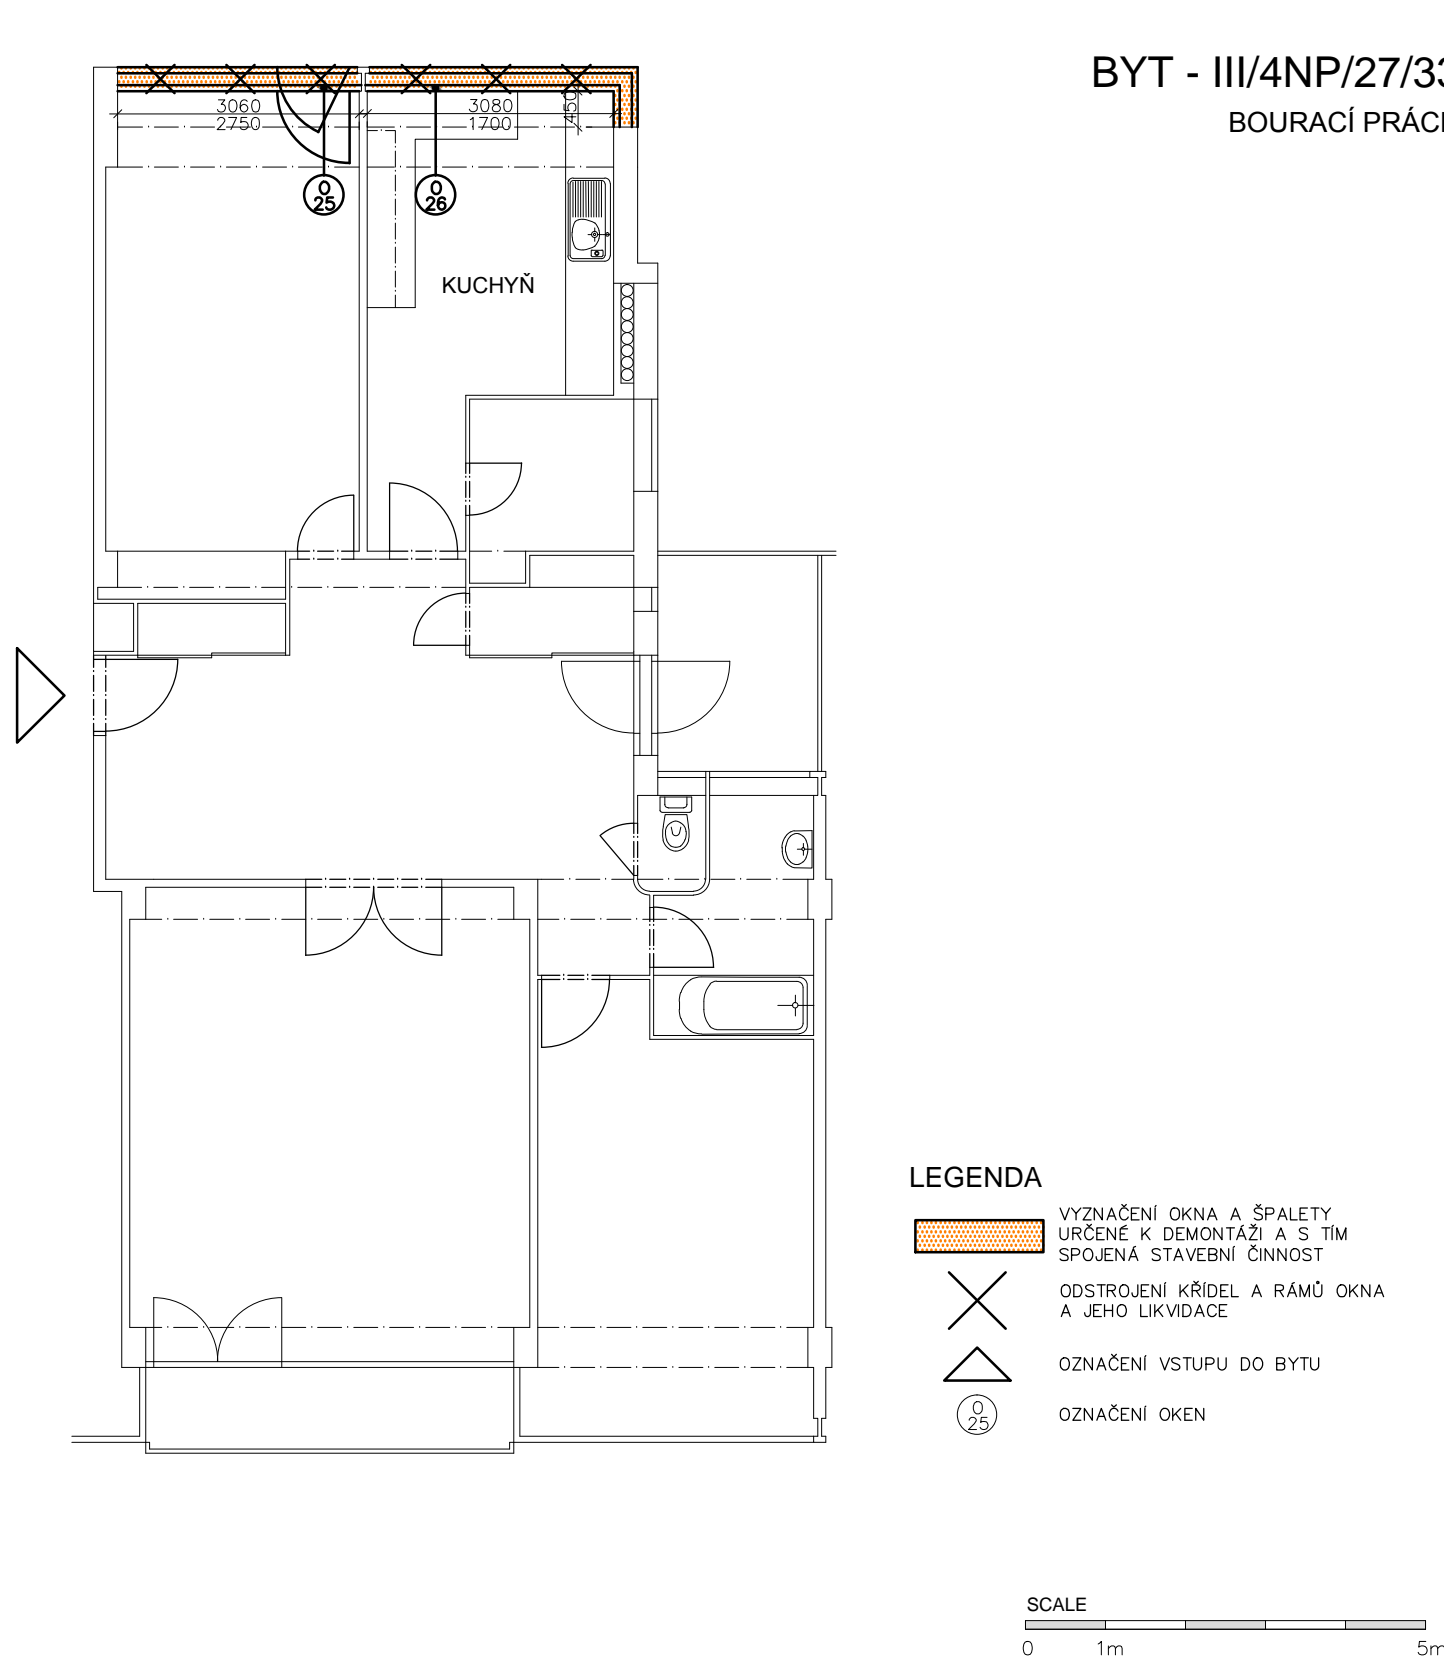 BYT - III/4NP/27/33
BOURACÍ PRÁCE
3060
2750
3080
1700
450
O
25
O
26
KUCHYŇ
LEGENDA
VYZNAČENÍ OKNA A ŠPALETY
URČENÉ K DEMONTÁŽI A S TÍM
SPOJENÁ STAVEBNÍ ČINNOST
ODSTROJENÍ KŘÍDEL A RÁMŮ OKNA
A JEHO LIKVIDACE
OZNAČENÍ VSTUPU DO BYTU
O
25
OZNAČENÍ OKEN
SCALE
0 1m 5m